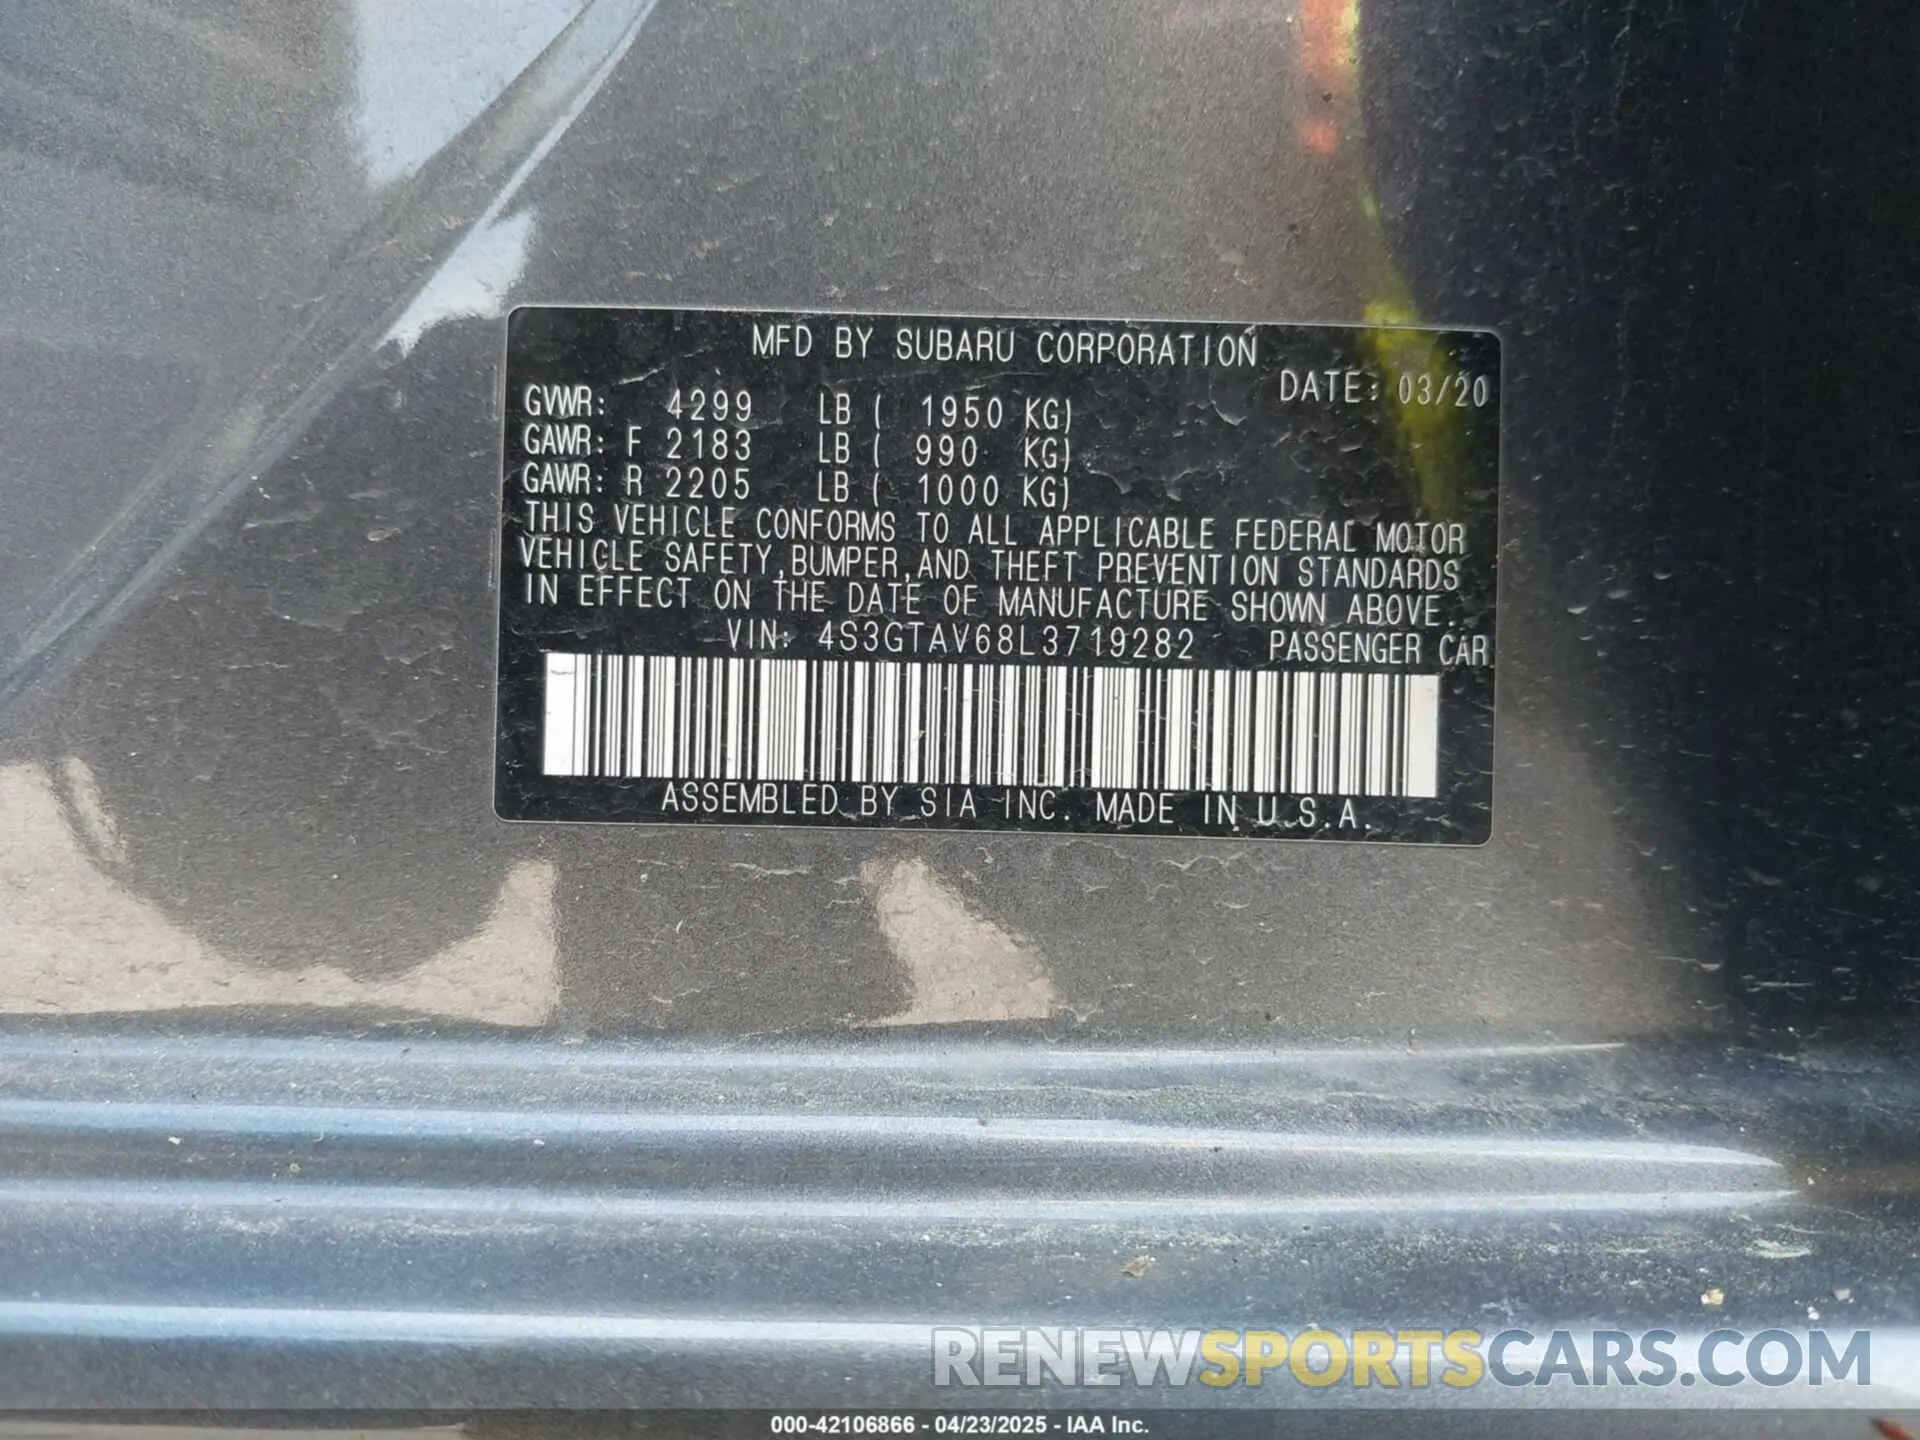 MFD BY SUBARU CORPORATION
DATE: 03/20
GVWR: 4299 LB ( 1950 KG)
GAWR: F 2183 LB ( 990 KG)
GAWR: R 2205 LB ( 1000 KG)
THIS VEHICLE CONFORMS TO ALL APPLICABLE FEDERAL MOTOR
VEHICLE SAFETY,BUMPER,AND THEFT PREVENTION STANDARDS
IN EFFECT ON THE DATE OF MANUFACTURE SHOWN ABOVE.
VIN: 4S3GTAV68L3719282 PASSENGER CAR
ASSEMBLED BY SIA INC. MADE IN U.S.A.
RENEWSPORTSCARS.COM
000-42106866 - 04/23/2025 - IAA Inc.